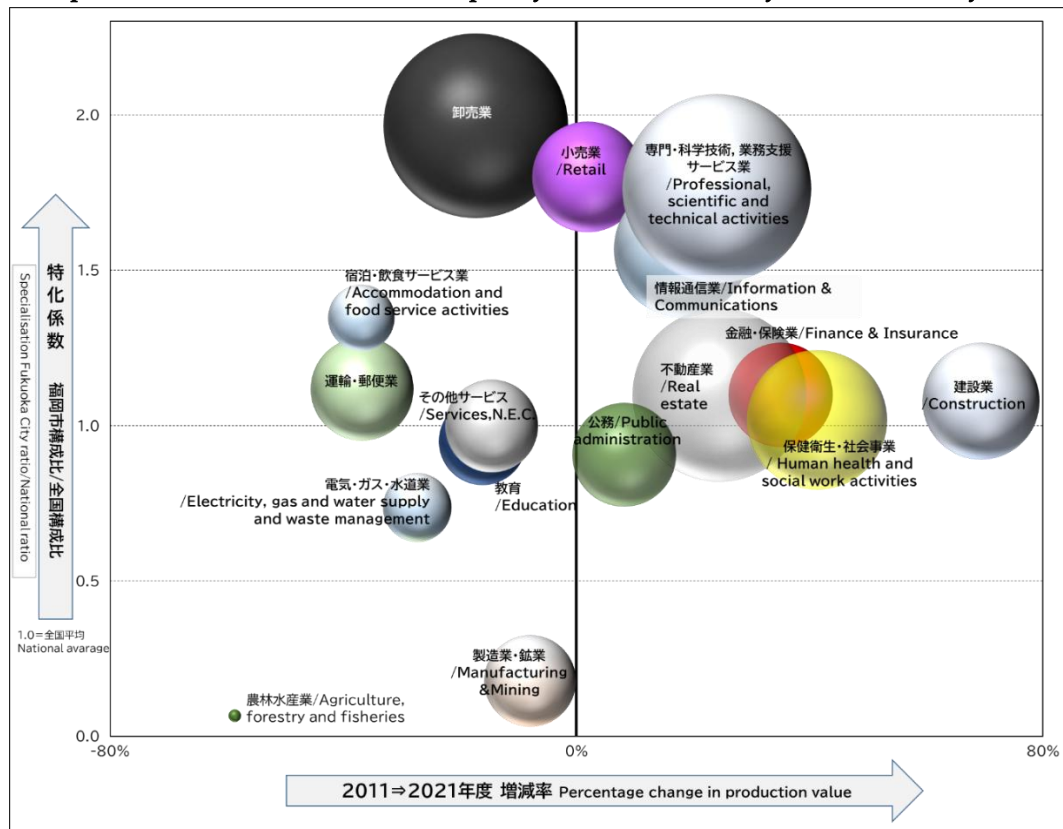 2.0
卸売業
小売業
/Retail
専門・科学技術, 業務支援
サービス業
/Professional,
scientific and
technical activities
1.5
宿泊・飲食サービス業
/Accommodation and
food service activities
情報通信業/Information &
Communications
金融・保険業/Finance & Insurance
運輸・郵便業
その他サービス
/Services,N.E.C.
不動産業
/Real
estate
建設業
/Construction
1.0
公務/Public
administration
保健衛生・社会事業
/ Human health and
social work activities
電気・ガス・水道業
/Electricity, gas and water supply
and waste management
教育
/Education
0.5
製造業・鉱業
/Manufacturing
&Mining
農林水産業/Agriculture,
forestry and fisheries
0.0
-80%
0%
80%
特化係数 福岡市構成比/全国構成比
Specialisation Fukuoka City ratio/National ratio
1.0=全国平均
National avarage
2011⇒2021年度 増減率 Percentage change in production value